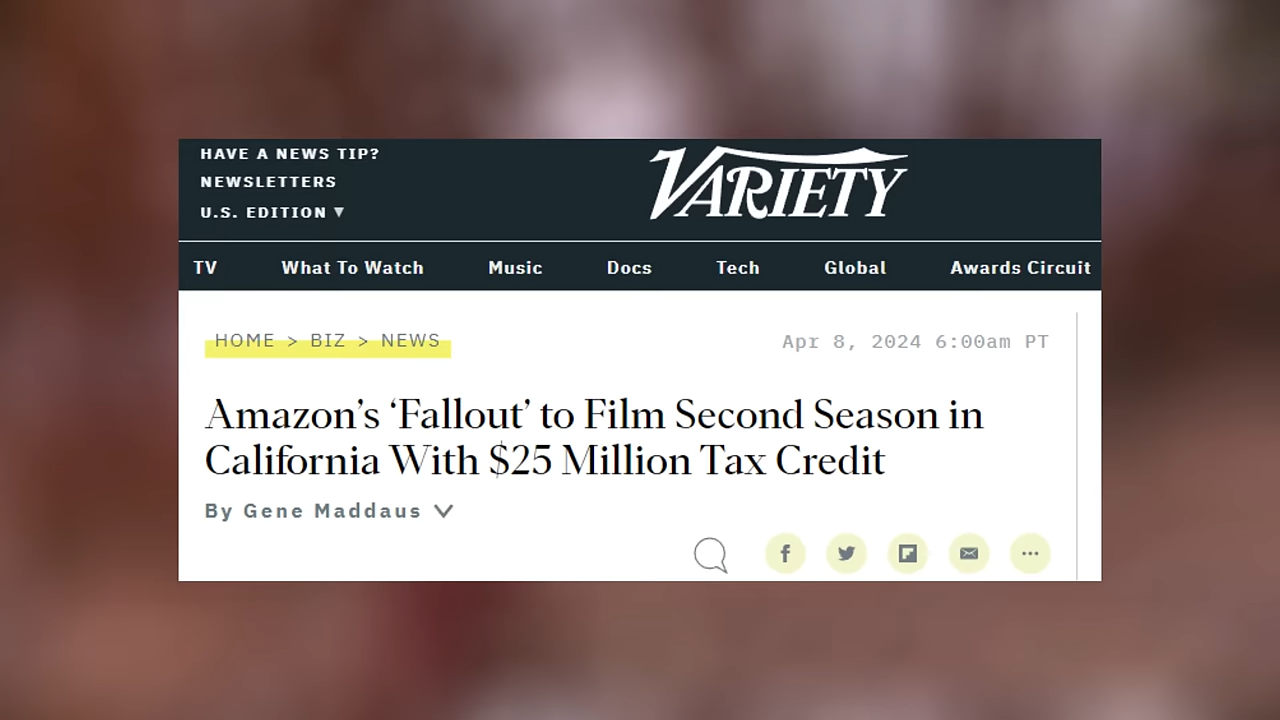 HAVE A NEWS TIP?
NEWSLETTERS
U.S. EDITION ▼
VARIETY
TV What To Watch Music Docs Tech Global Awards Circuit
HOME > BIZ > NEWS
Apr 8, 2024 6:00am PT
Amazon’s ‘Fallout’ to Film Second Season in
California With $25 Million Tax Credit
By Gene Maddaus